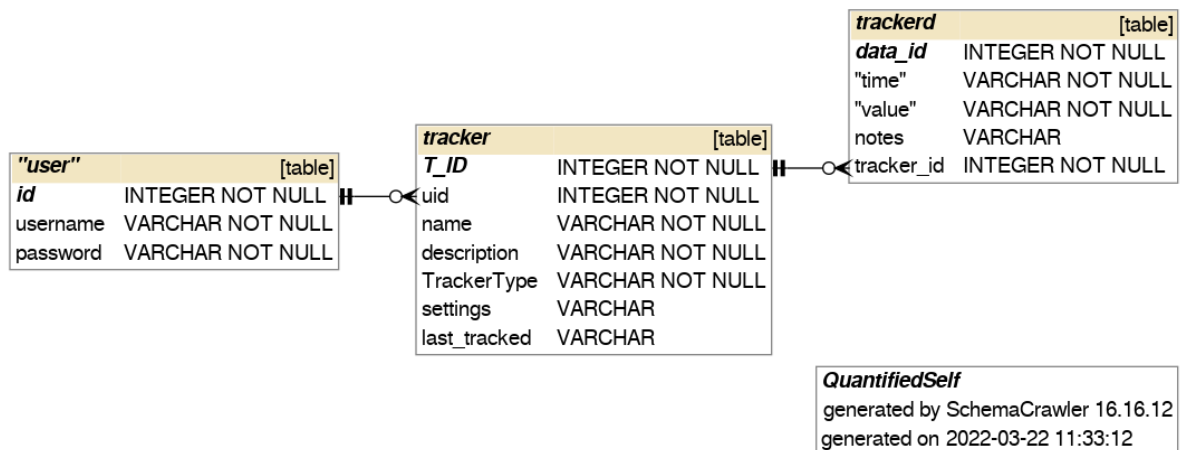 "user" [table]
id INTEGER NOT NULL
username VARCHAR NOT NULL
password VARCHAR NOT NULL
tracker [table]
T_ID INTEGER NOT NULL
uid INTEGER NOT NULL
name VARCHAR NOT NULL
description VARCHAR NOT NULL
TrackerType VARCHAR NOT NULL
settings VARCHAR
last_tracked VARCHAR
trackerd [table]
data_id INTEGER NOT NULL
"time" VARCHAR NOT NULL
"value" VARCHAR NOT NULL
notes VARCHAR
tracker_id INTEGER NOT NULL
QuantifiedSelf
generated by SchemaCrawler 16.16.12
generated on 2022-03-22 11:33:12